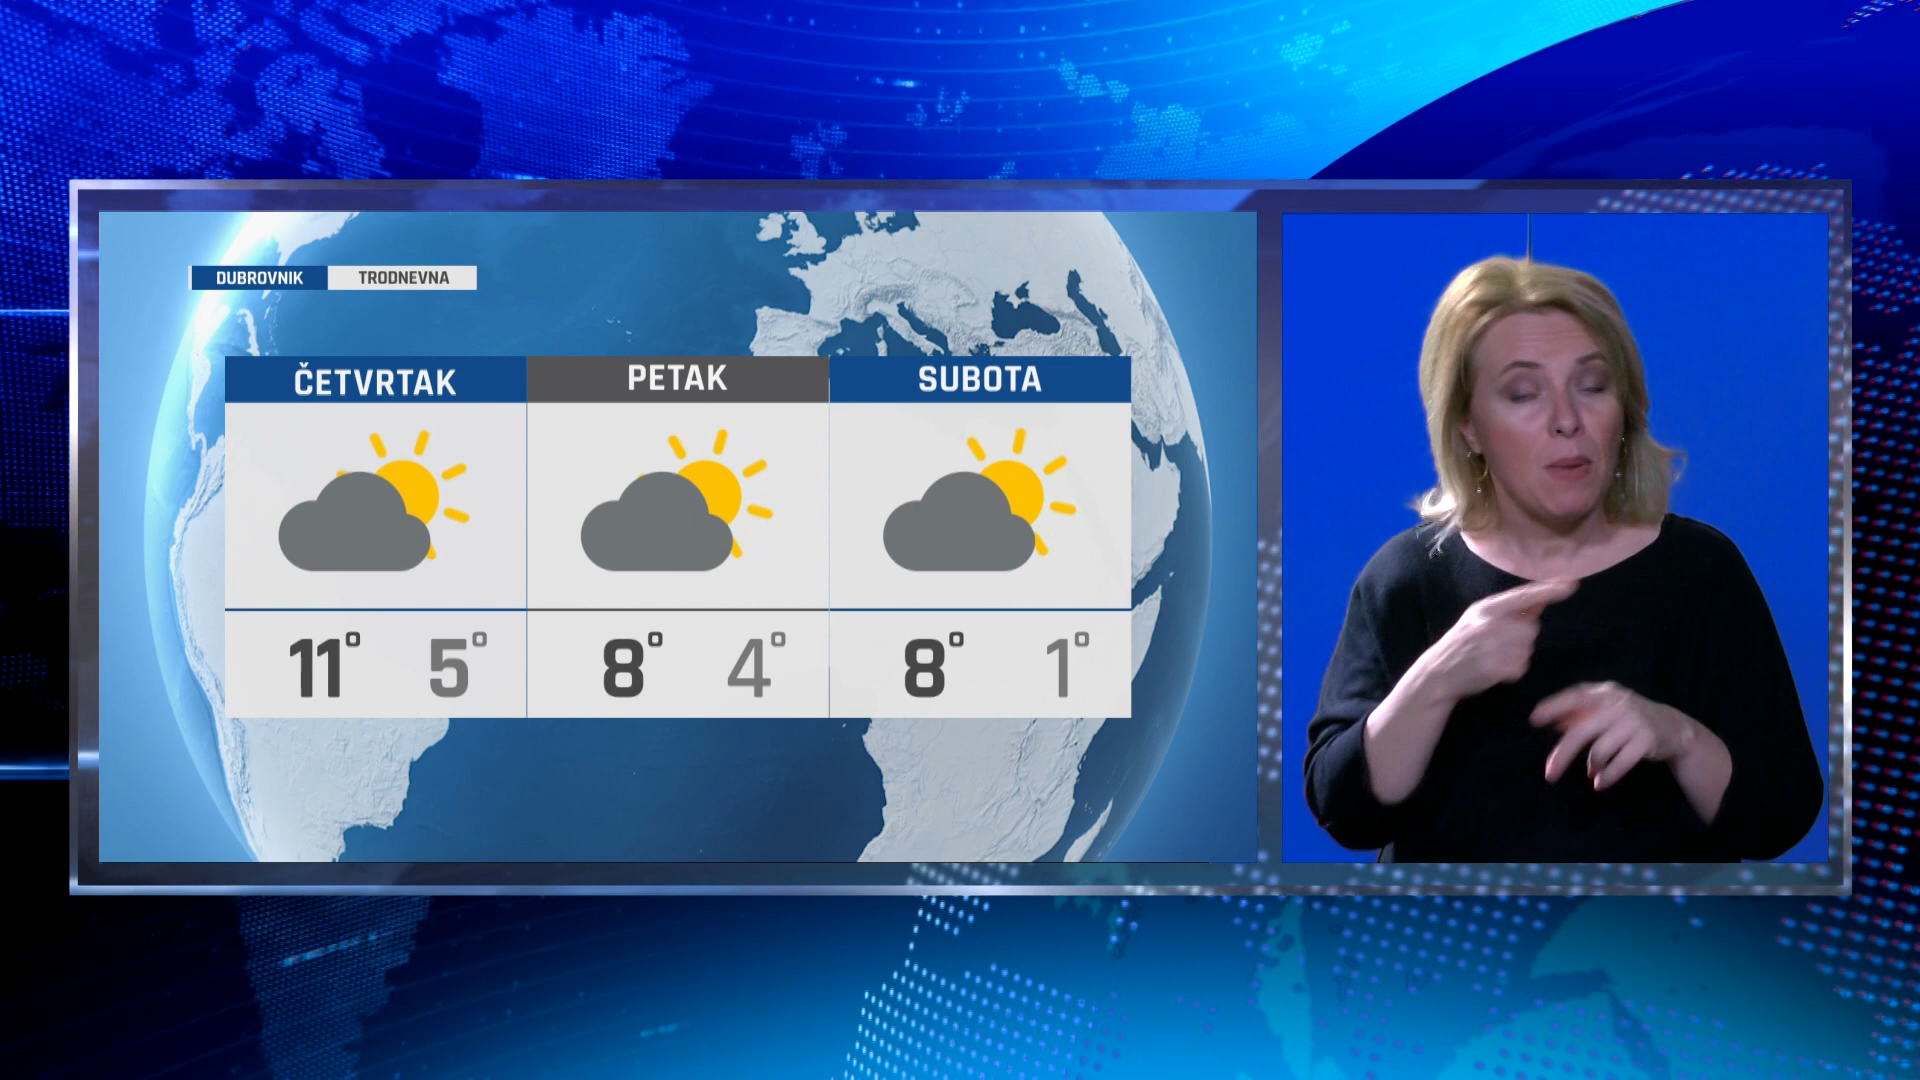 DUBROVNIK TRODNEVNA
ČETVRTAK PETAK SUBOTA
11° 5° 8° 4° 8° 1°